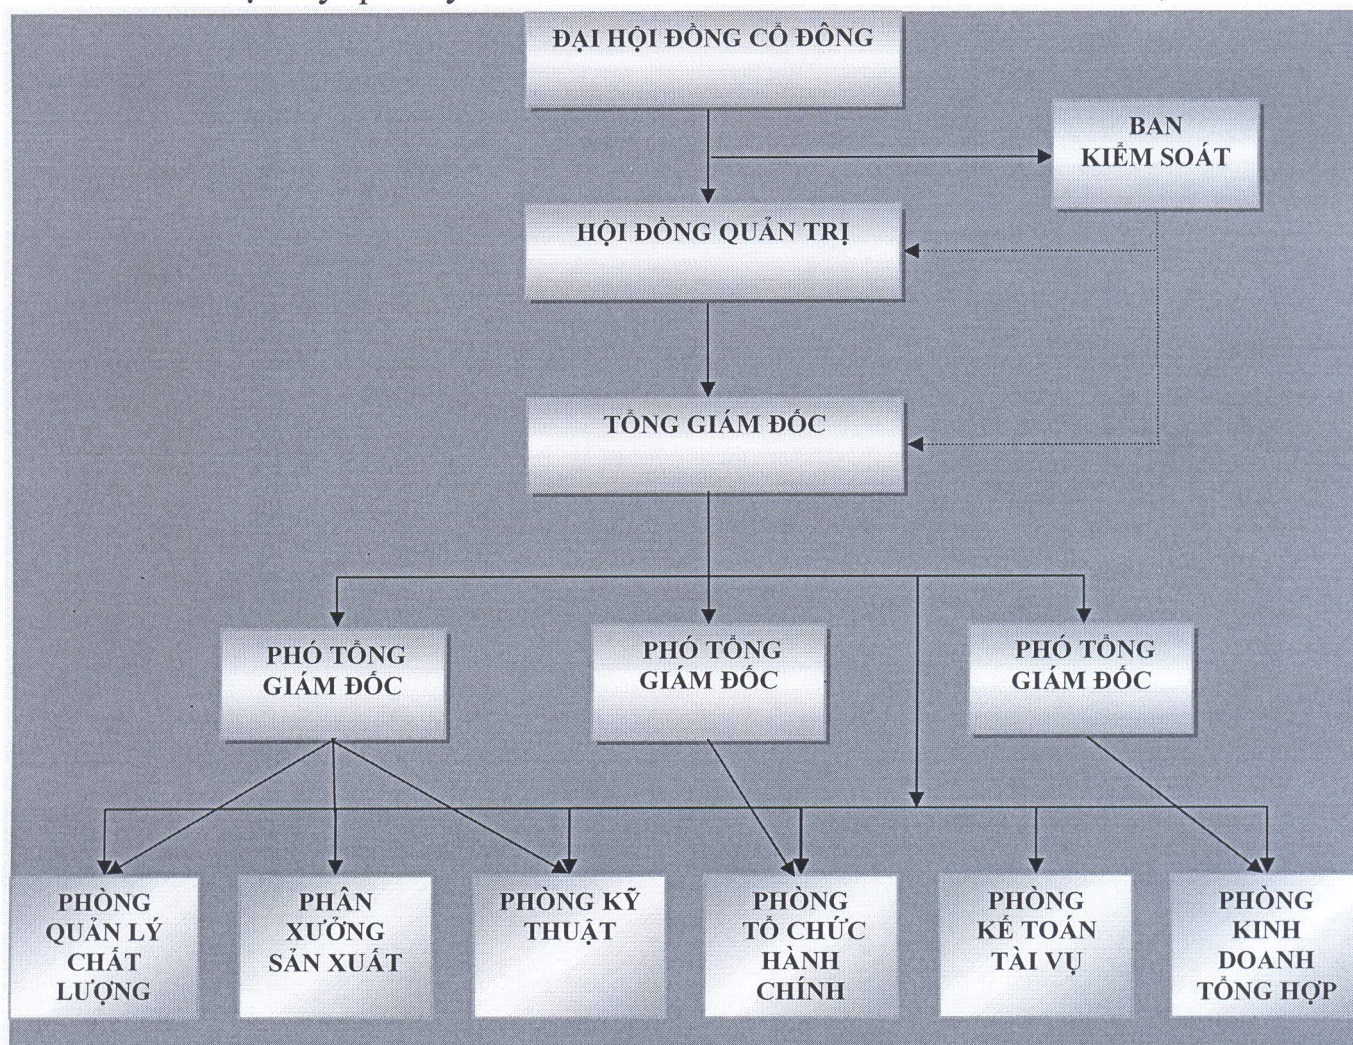 ĐẠI HỘI ĐỒNG CỔ ĐÔNG
BAN
KIỂM SOÁT
HỘI ĐỒNG QUẢN TRỊ
TỔNG GIÁM ĐỐC
PHÓ TỔNG
GIÁM ĐỐC
PHÓ TỔNG
GIÁM ĐỐC
PHÓ TỔNG
GIÁM ĐỐC
PHÒNG
QUẢN LÝ
CHẤT
LƯỢNG
PHÂN
XƯỞNG
SẢN XUẤT
PHÒNG KỸ
THUẬT
PHÒNG
TỔ CHỨC
HÀNH
CHÍNH
PHÒNG
KẾ TOÁN
TÀI VỤ
PHÒNG
KINH
DOANH
TỔNG HỢP